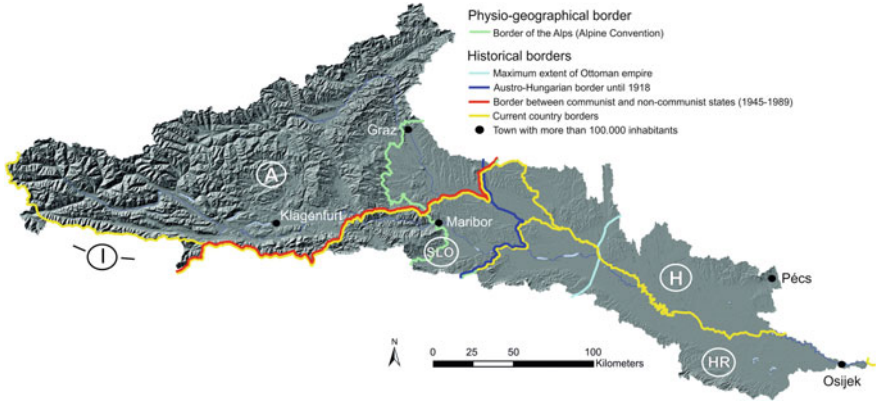 Physio-geographical border
Border of the Alps (Alpine Convention)
Historical borders
Maximum extent of Ottoman empire
Austro-Hungarian border until 1918
Border between communist and non-communist states (1945-1989)
Current country borders
Town with more than 100.000 inhabitants
Graz
A
Klagenfurt
Maribor
I
SLO
H
Pécs
N
0 25 50 100
Kilometers
HR
Osijek